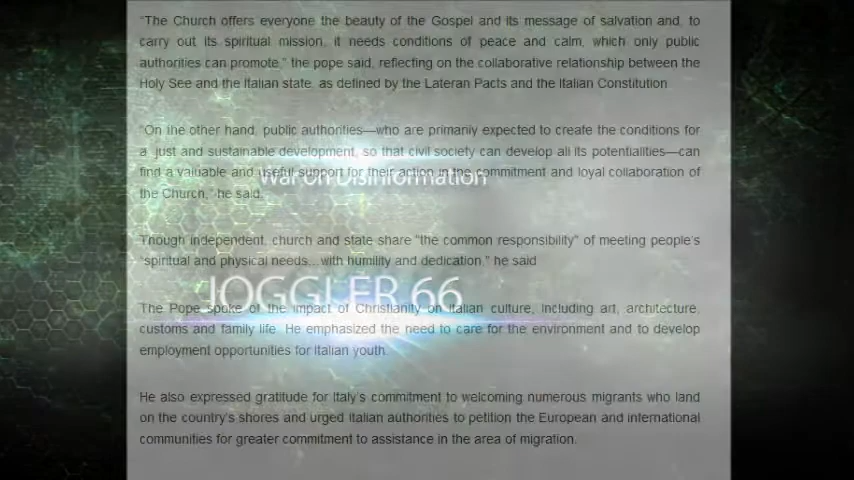 “The Church offers everyone the beauty of the Gospel and its message of salvation and, to
carry out its spiritual mission, it needs conditions of peace and calm, which only public
authorities can promote,” the pope said, reflecting on the collaborative relationship between the
Holy See and the Italian state, as defined by the Lateran Pacts and the Italian Constitution.
“On the other hand, public authorities—who are primarily expected to create the conditions for
a just and sustainable development, so that civil society can develop all its potentialities—can
find a valuable and useful support for their action in the commitment and loyal collaboration of
War on Disinformation
the Church,” he said.
Though independent, church and state share “the common responsibility” of meeting people’s
“spiritual and physical needs…with humility and dedication,” he said
JOGGLER 66
The Pope spoke of the impact of Christianity on Italian culture, including art, architecture,
customs and family life. He emphasized the need to care for the environment and to develop
employment opportunities for Italian youth.
He also expressed gratitude for Italy’s commitment to welcoming numerous migrants who land
on the country’s shores and urged Italian authorities to petition the European and international
communities for greater commitment to assistance in the area of migration.